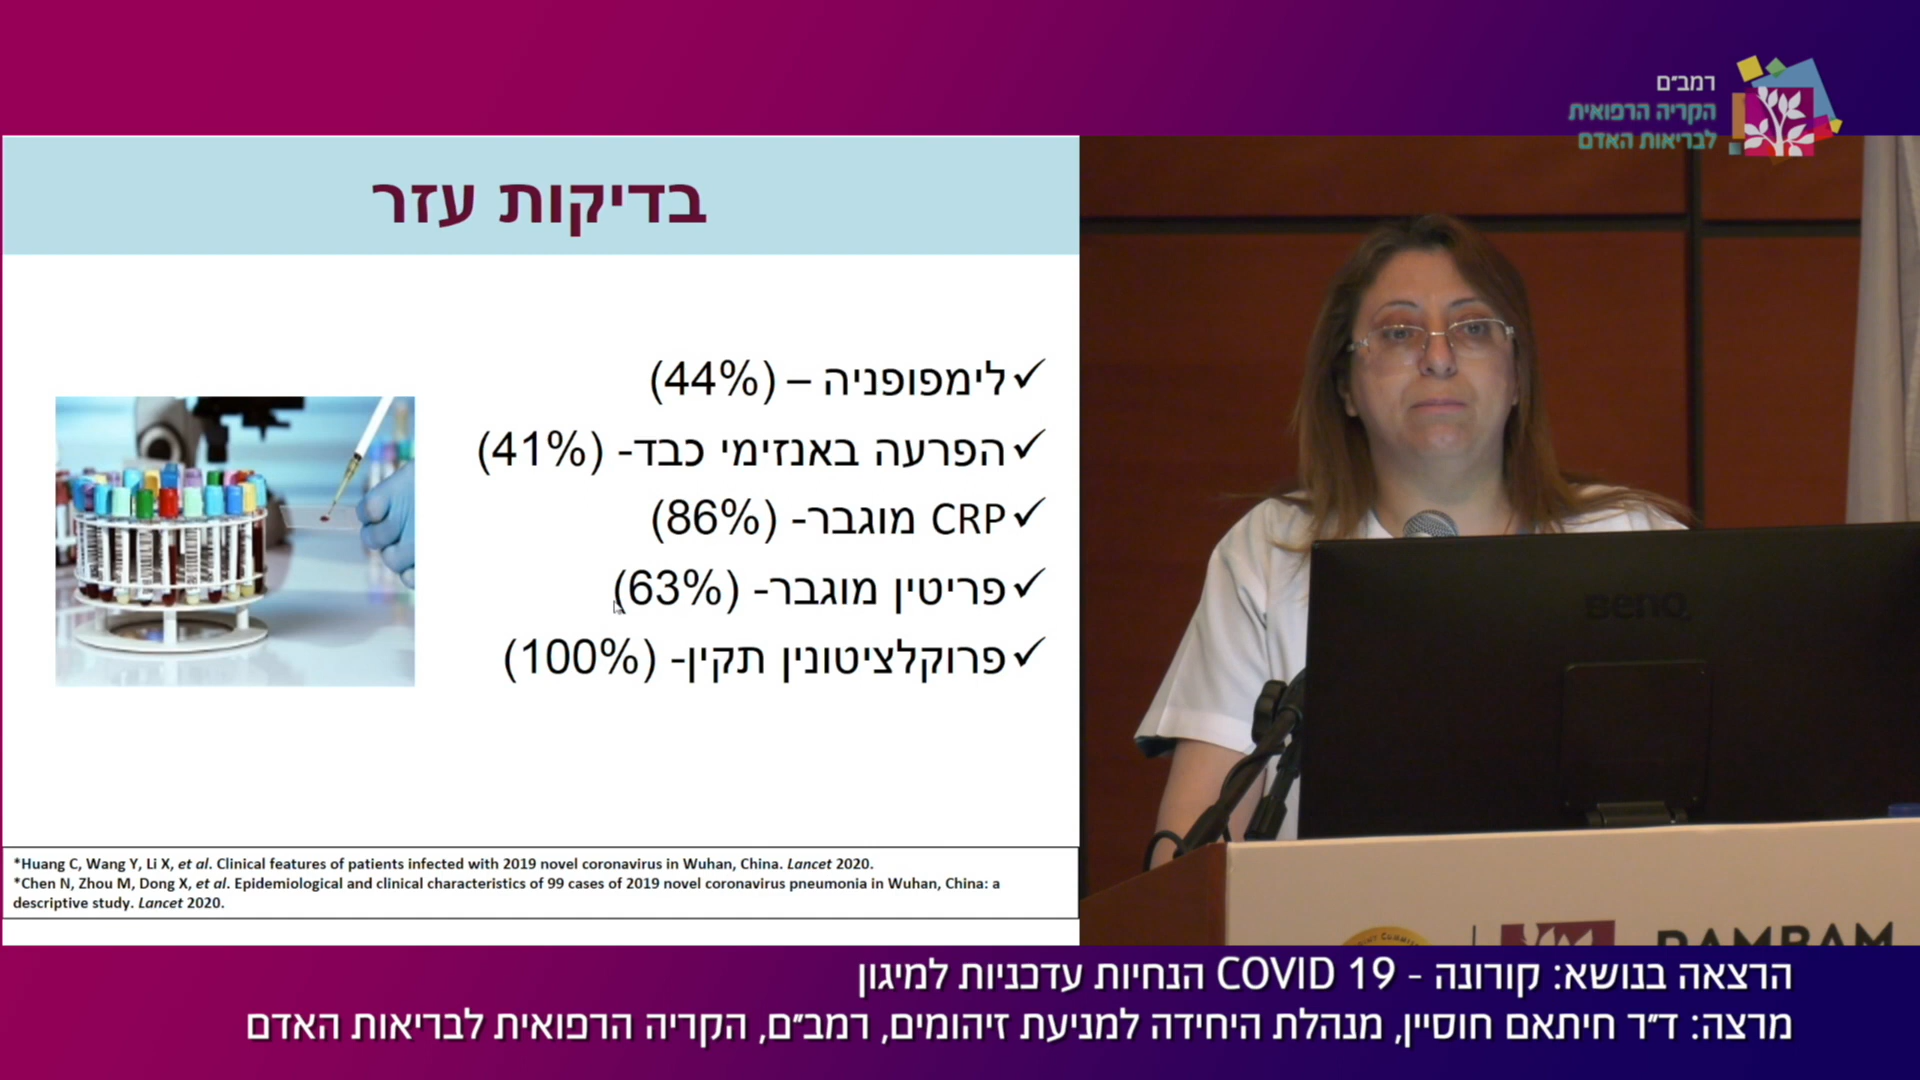 רמב״ם
הקריה הרפואית
לבריאות האדם
בדיקות עזר
✓לימפופניה – (44%)
✓הפרעה באנזימי כבד- (41%)
✓CRP מוגבר- (86%)
✓פריטין מוגבר- (63%)
✓פרוקלציטונין תקין- (100%)
*Huang C, Wang Y, Li X, et al. Clinical features of patients infected with 2019 novel coronavirus in Wuhan, China. Lancet 2020.
*Chen N, Zhou M, Dong X, et al. Epidemiological and clinical characteristics of 99 cases of 2019 novel coronavirus pneumonia in Wuhan, China: a
descriptive study. Lancet 2020.
BenQ
RAMBAM
הרצאה בנושא: קורונה - COVID 19 הנחיות עדכניות למיגון
מרצה: ד״ר חיתאם חוסיין, מנהלת היחידה למניעת זיהומים, רמב״ם, הקריה הרפואית לבריאות האדם